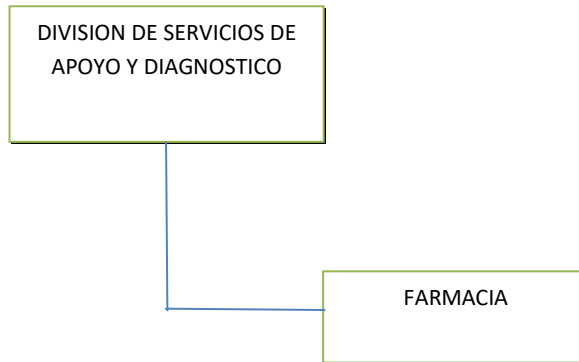 DIVISION DE SERVICIOS DE
APOYO Y DIAGNOSTICO
FARMACIA